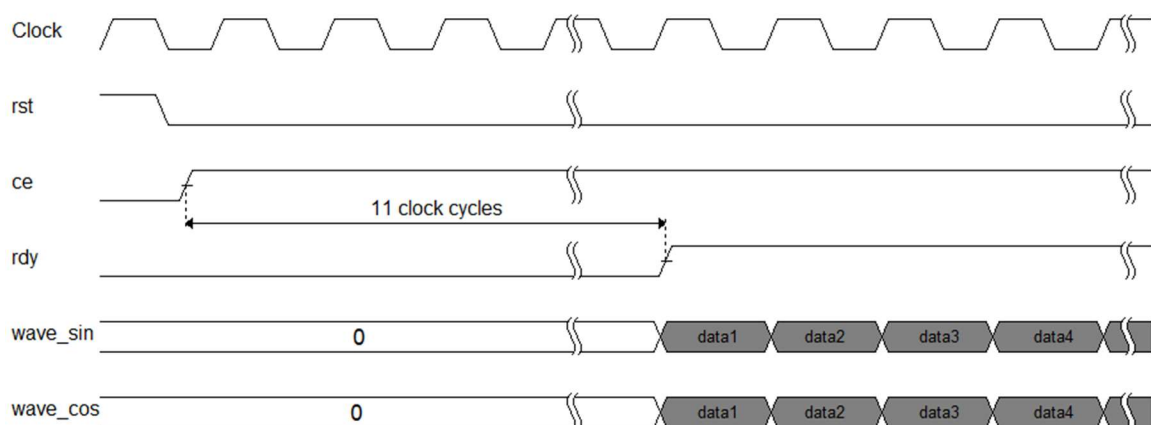 Clock
rst
ce
11 clock cycles
rdy
wave_sin 0 data1 data2 data3 data4
wave_cos 0 data1 data2 data3 data4